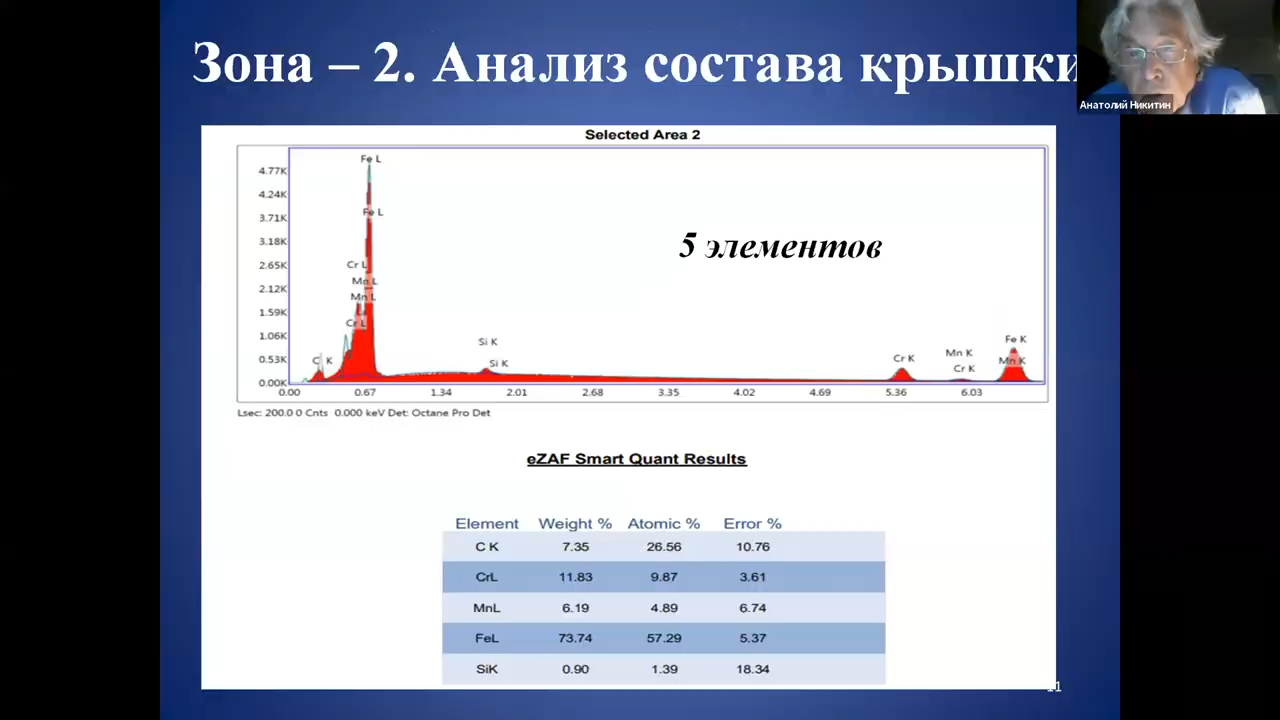 Зона – 2. Анализ состава крышки
Анатолий Никитин
Selected Area 2
Fe L
4.77K
4.24K
3.71K
Fe L
3.18K
5 элементов
2.65K
Cr L
Mn L
2.12K
Mn L
1.59K
Cr L
1.06K
Si K
Fe K
0.53K
C K
Si K
Cr K
Mn K
Mn K
Cr K
0.00K
0.00 0.67 1.34 2.01 2.68 3.35 4.02 4.69 5.36 6.03
Lsec: 200.0 0 Cnts 0.000 keV Det: Octane Pro Det
eZAF Smart Quant Results
Element Weight % Atomic % Error %
C K 7.35 26.56 10.76
CrL 11.83 9.87 3.61
MnL 6.19 4.89 6.74
FeL 73.74 57.29 5.37
SiK 0.90 1.39 18.34
11